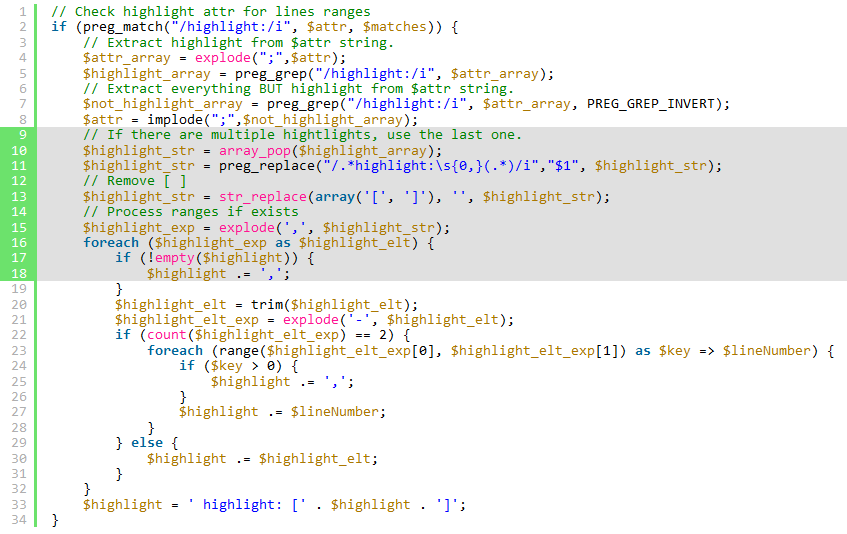 1 // Check highlight attr for lines ranges
2 if (preg_match("/highlight:/i", $attr, $matches)) {
3     // Extract highlight from $attr string.
4     $attr_array = explode(";",$attr);
5     $highlight_array = preg_grep("/highlight:/i", $attr_array);
6     // Extract everything BUT highlight from $attr string.
7     $not_highlight_array = preg_grep("/highlight:/i", $attr_array, PREG_GREP_INVERT);
8     $attr = implode(";",$not_highlight_array);
9     // If there are multiple hightlights, use the last one.
10     $highlight_str = array_pop($highlight_array);
11     $highlight_str = preg_replace("/.*highlight:\s{0,}(.*)/i","$1", $highlight_str);
12     // Remove [ ]
13     $highlight_str = str_replace(array('[', ']'), '', $highlight_str);
14     // Process ranges if exists
15     $highlight_exp = explode(',', $highlight_str);
16     foreach ($highlight_exp as $highlight_elt) {
17         if (!empty($highlight)) {
18             $highlight .= ',';
19         }
20         $highlight_elt = trim($highlight_elt);
21         $highlight_elt_exp = explode('-', $highlight_elt);
22         if (count($highlight_elt_exp) == 2) {
23             foreach (range($highlight_elt_exp[0], $highlight_elt_exp[1]) as $key => $lineNumber) {
24                 if ($key > 0) {
25                     $highlight .= ',';
26                 }
27                 $highlight .= $lineNumber;
28             }
29         } else {
30             $highlight .= $highlight_elt;
31         }
32     }
33     $highlight = ' highlight: [' . $highlight . ']';
34 }